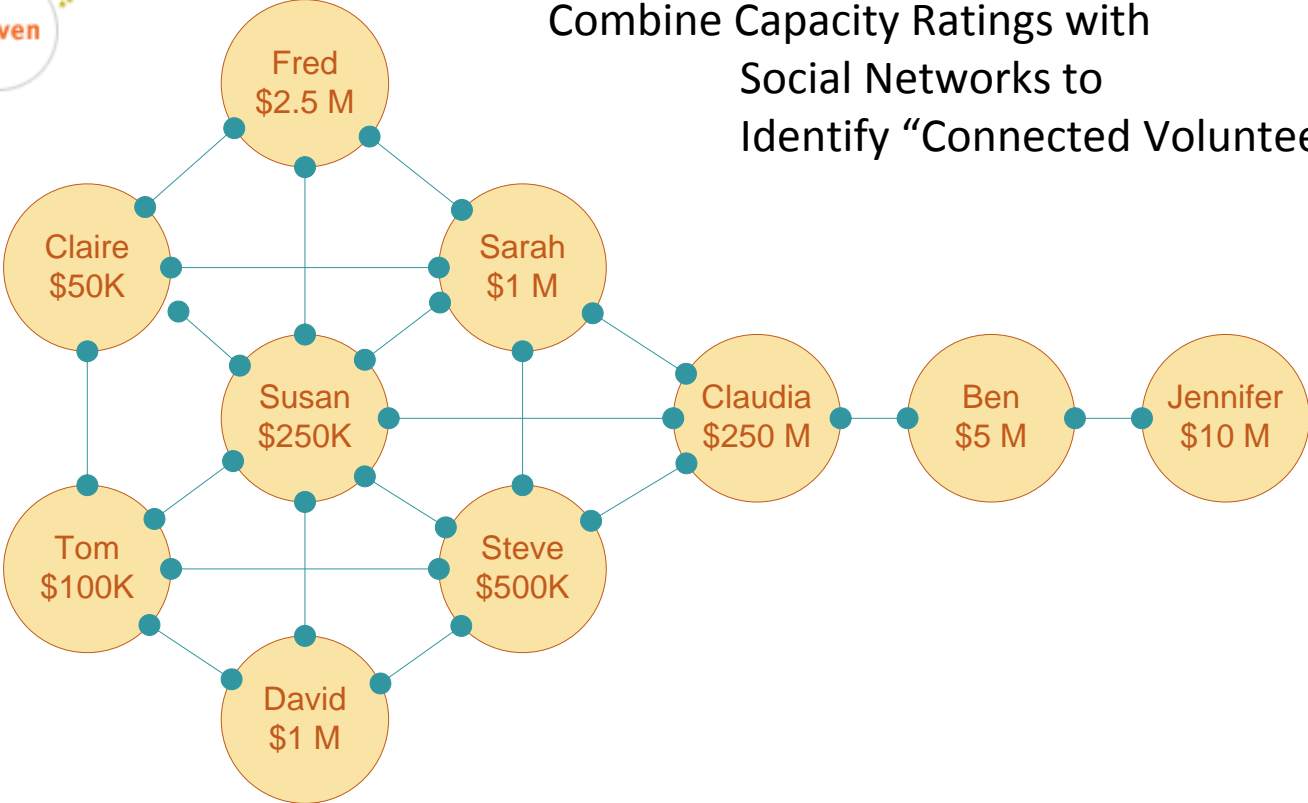 Combine Capacity Ratings with
Social Networks to
Identify “Connected
Fred
$2.5 M
Claire
$50K
Sarah
$1 M
Susan
$250K
Claudia
$250 M
Ben
$5 M
Jennifer
$10 M
Tom
$100K
Steve
$500K
David
$1 M